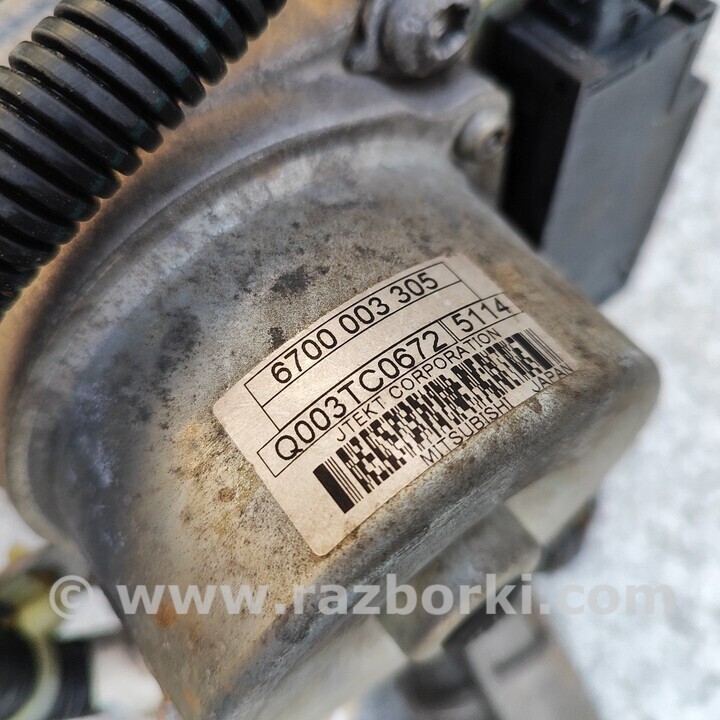 6700 003 305
Q003TC0672 5114
JTEKT CORPORATION
MITSUBISHI JAPAN
© www.razborki.com